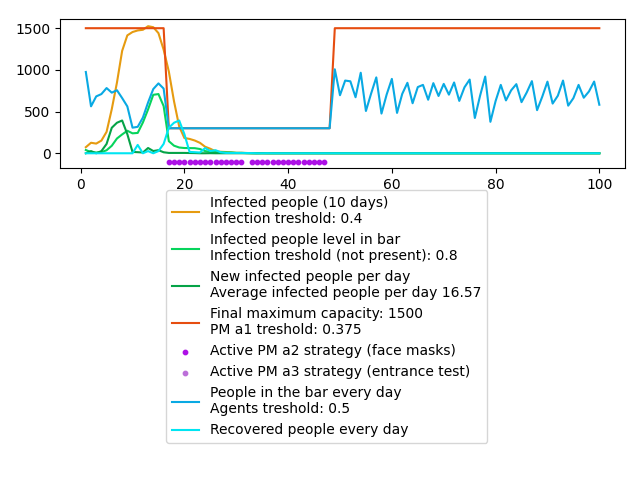 1500
1000
500
0
0 20 40 60 80 100
Infected people (10 days)
Infection treshold: 0.4
Infected people level in bar
Infection treshold (not present): 0.8
New infected people per day
Average infected people per day 16.57
Final maximum capacity: 1500
PM a1 treshold: 0.375
Active PM a2 strategy (face masks)
Active PM a3 strategy (entrance test)
People in the bar every day
Agents treshold: 0.5
Recovered people every day